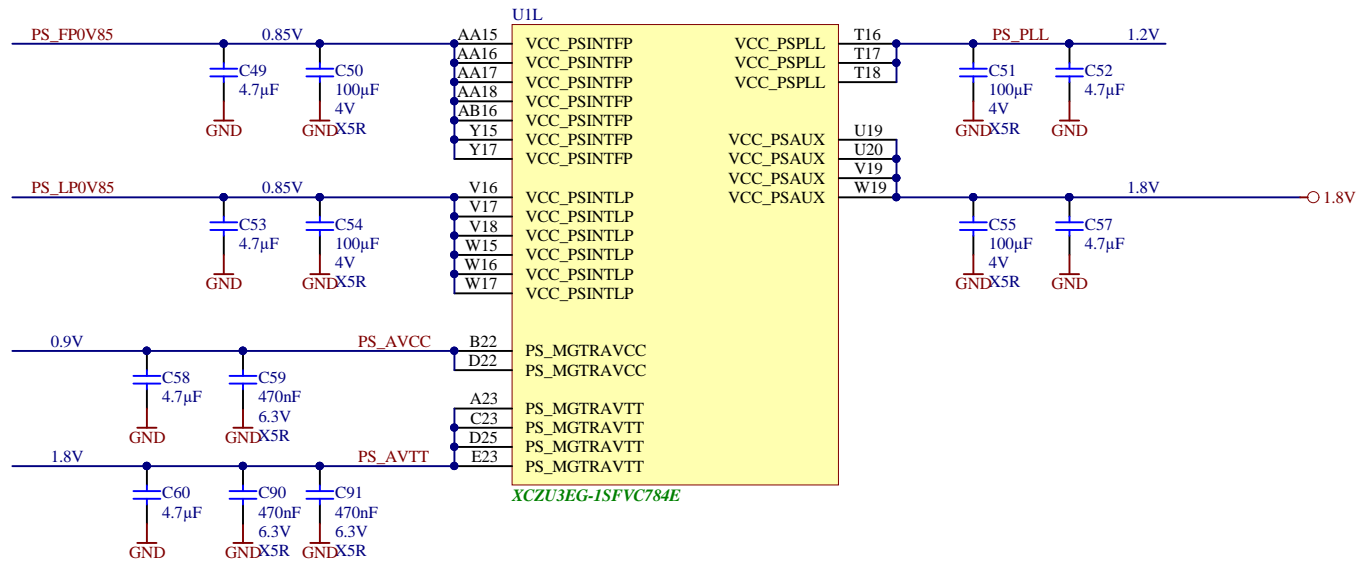 U1L
PS_FP0V85 0.85V AA15 VCC_PSINTFP VCC_PSPLL T16 PS_PLL 1.2V
AA16 VCC_PSINTFP VCC_PSPLL T17
AA17 VCC_PSINTFP VCC_PSPLL T18
AA18 VCC_PSINTFP
AB16 VCC_PSINTFP
Y15 VCC_PSINTFP VCC_PSAUX U19
Y17 VCC_PSINTFP VCC_PSAUX U20
VCC_PSAUX V19
C49
4.7µF
GND
C50
100µF
4V
X5R
GND
C51
100µF
4V
X5R
GND
C52
4.7µF
GND
PS_LP0V85 0.85V V16 VCC_PSINTLP VCC_PSAUX W19 1.8V 1.8V
V17 VCC_PSINTLP
V18 VCC_PSINTLP
W15 VCC_PSINTLP
W16 VCC_PSINTLP
W17 VCC_PSINTLP
C53
4.7µF
GND
C54
100µF
4V
X5R
GND
C55
100µF
4V
X5R
GND
C57
4.7µF
GND
0.9V PS_AVCC B22 PS_MGTRAVCC
D22 PS_MGTRAVCC
C58
4.7µF
GND
C59
470nF
6.3V
X5R
GND
A23 PS_MGTRAVTT
C23 PS_MGTRAVTT
D25 PS_MGTRAVTT
1.8V PS_AVTT E23 PS_MGTRAVTT
C60
4.7µF
GND
C90
470nF
6.3V
X5R
GND
C91
470nF
6.3V
X5R
GND
XCZU3EG-1SFVC784E